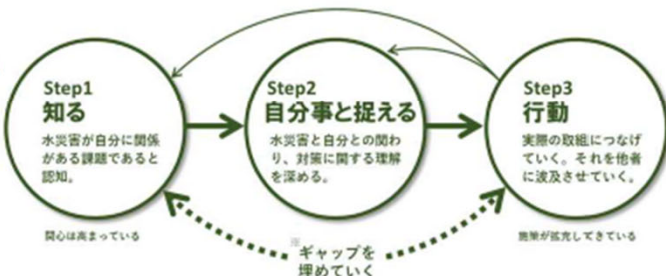 Step1
知る
水災害が自分に関係
がある課題であると
認知。
関心は高まっている
Step2
自分事と捉える
水災害と自分との関わ
り、対策に関する理解
を深める。
Step3
行動
実際の取組につなげ
ていく。それを他者
に波及させていく。
施策が拡充してきている
※
ギャップを
埋めていく